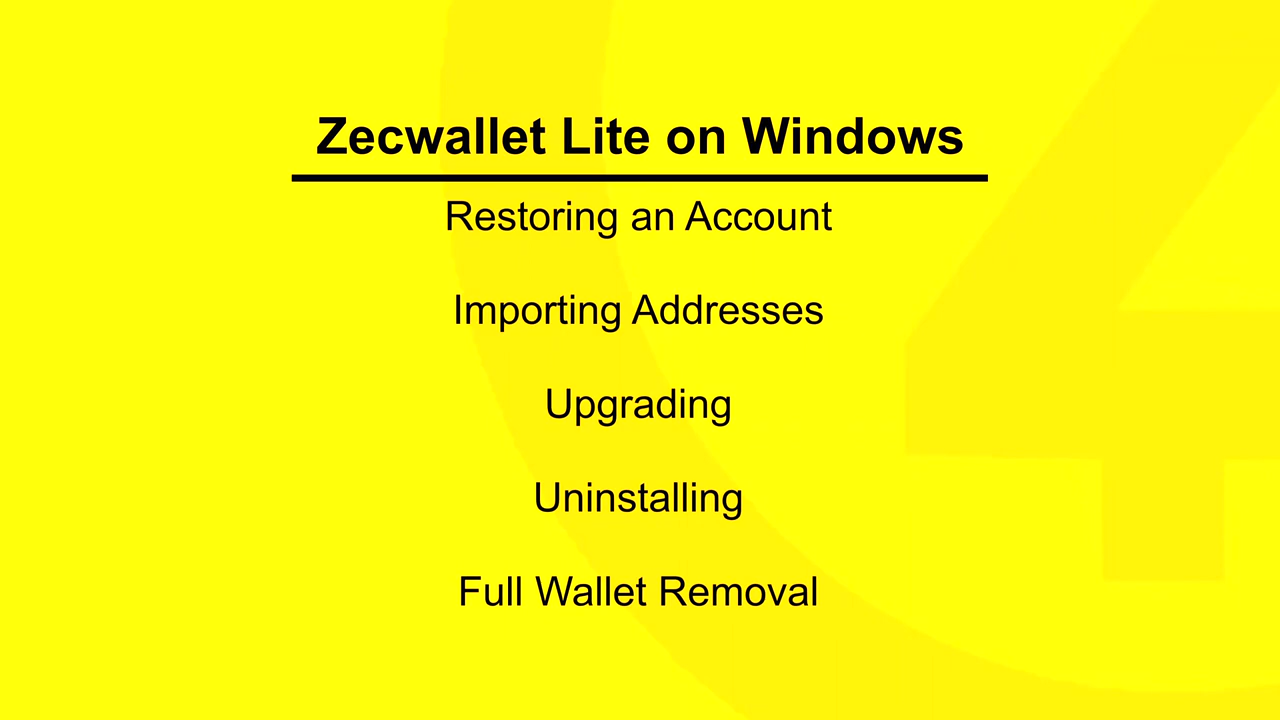 Zecwallet Lite on Windows
Restoring an Account
Importing Addresses
Upgrading
Uninstalling
Full Wallet Removal